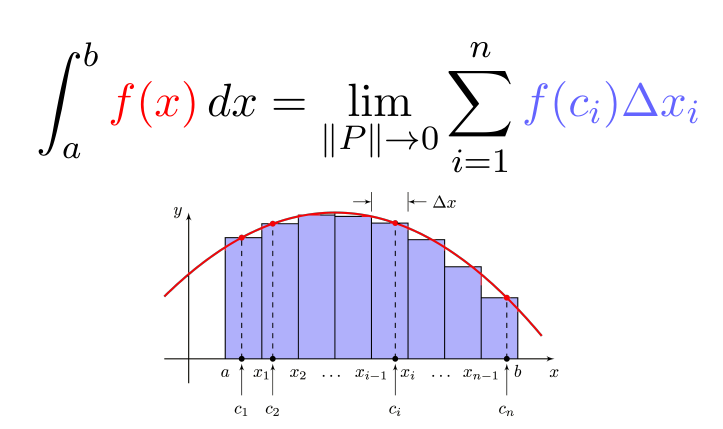 ∫_a^b f(x) dx = lim_{‖P‖→0} ∑_{i=1}^n f(c_i)Δx_i
Δx
y
a x_1 x_2 ... x_{i−1} x_i ... x_{n−1} b x
c_1 c_2 c_i c_n